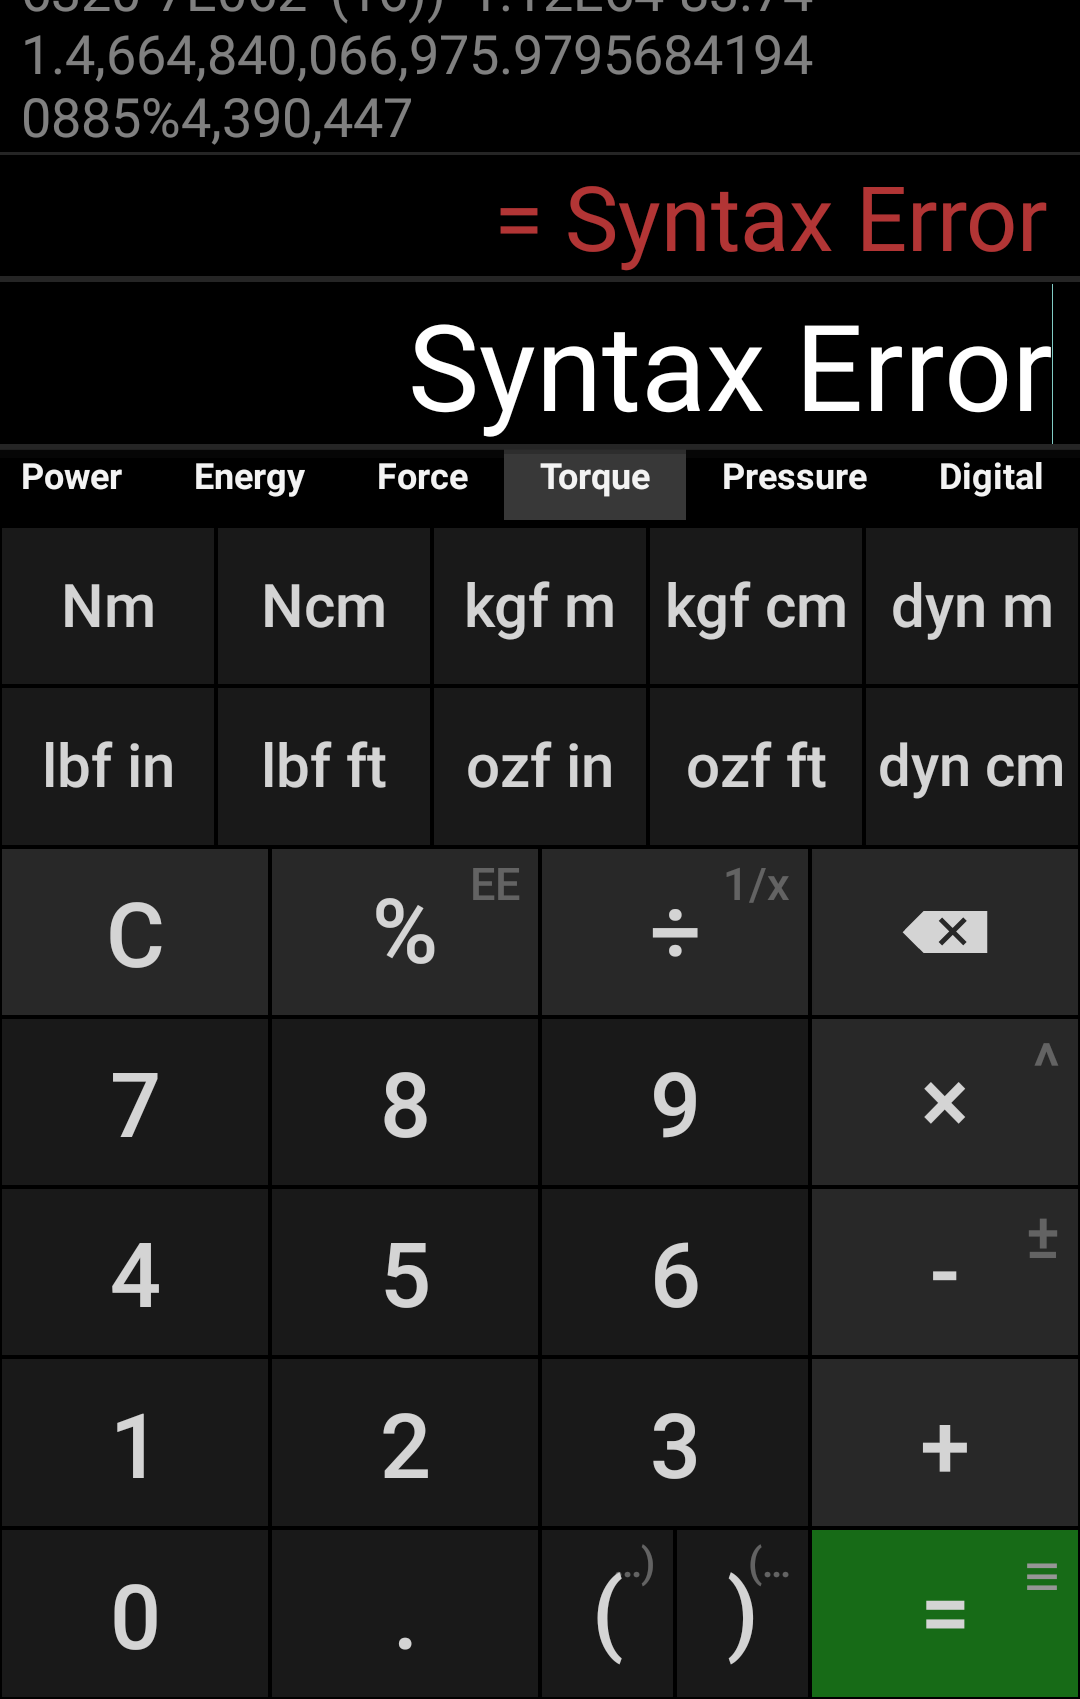 1.4,664,840,066,975.9795684194
0885%4,390,447
= Syntax Error
Syntax Error
Power Energy Force Torque Pressure Digital
Nm Ncm kgf m kgf cm dyn m
lbf in lbf ft ozf in ozf ft dyn cm
C % EE ÷ 1/x
7 8 9 × ^
4 5 6 - ±
1 2 3 +
0 . ( ..) ) (... =